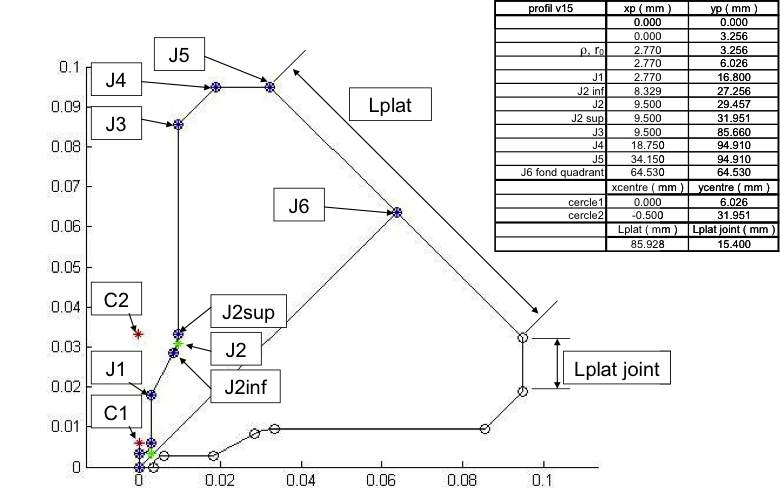 profil v15 xp ( mm ) yp ( mm )
0.000 0.000
0.000 3.256
ρ, r0 2.770 3.256
2.770 6.026
J1 2.770 16.800
J2 inf 8.329 27.256
J2 9.500 29.457
J2 sup 9.500 31.951
J3 9.500 85.660
J4 18.750 94.910
J5 34.150 94.910
J6 fond quadrant 64.530 64.530
xcentre ( mm ) ycentre ( mm )
cercle1 0.000 6.026
cercle2 -0.500 31.951
Lplat ( mm ) Lplat joint ( mm )
85.928 15.400
J5
J4
Lplat
J3
J6
C2
J2sup
J2
J1
J2inf
Lplat joint
C1
0.1
0.09
0.08
0.07
0.06
0.05
0.04
0.03
0.02
0.01
0
0 0.02 0.04 0.06 0.08 0.1